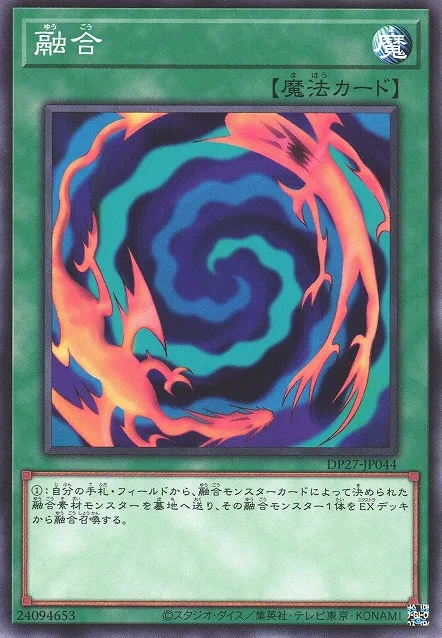 融合
ゆう ごう
魔
【魔法カード】
ま ほう
DP27-JP044
①：自分の手札・フィールドから、融合モンスターカードによって決められた
融合素材モンスターを墓地へ送り、その融合モンスター１体をEXデッキ
から融合召喚する。
24094653
©スタジオ・ダイス／集英社・テレビ東京・KONAMI